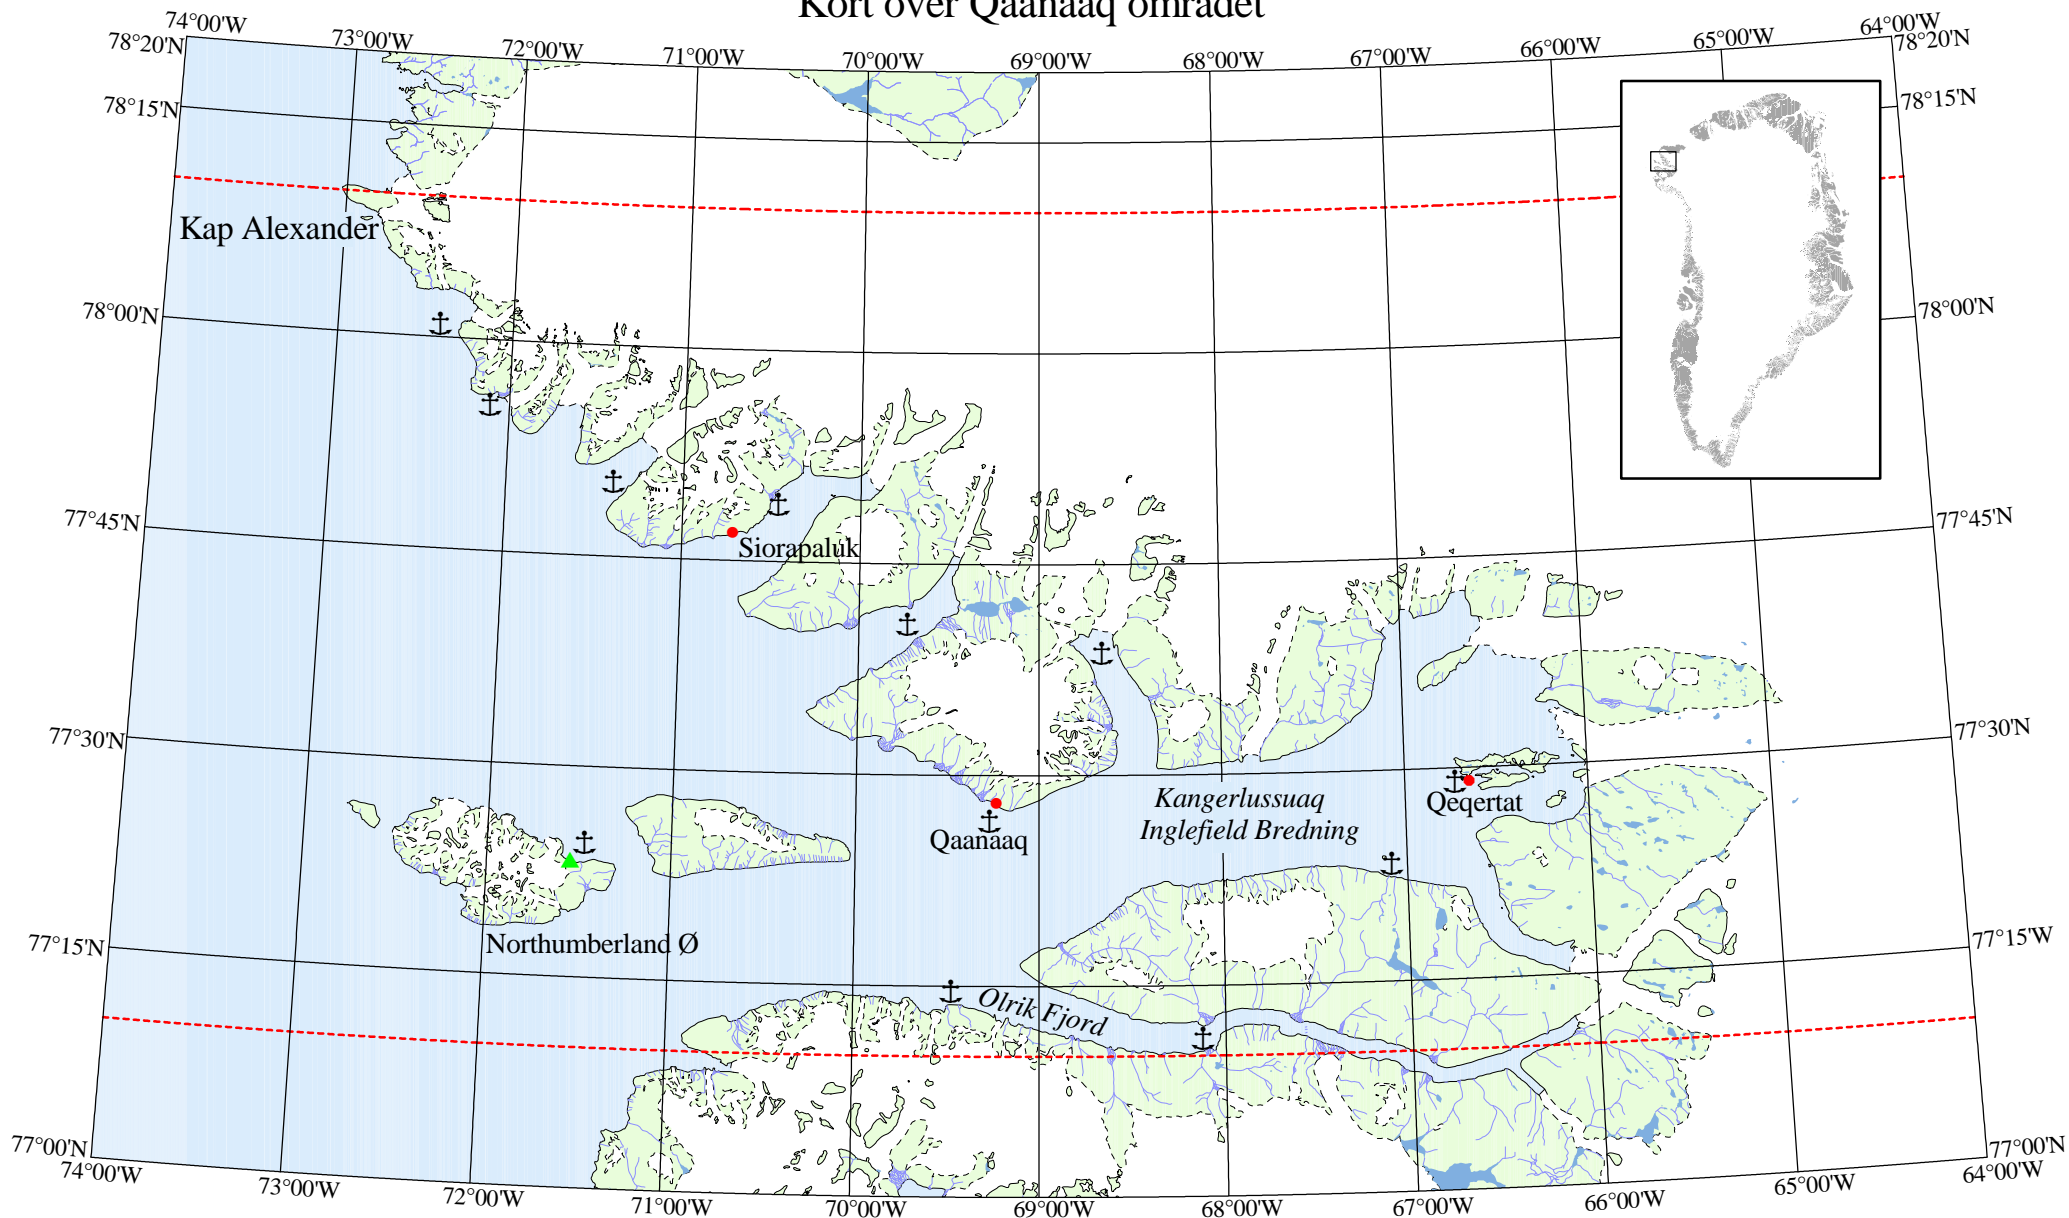 Kort over Qaanaaq området
74°00'W
73°00'W
72°00'W
71°00'W
70°00'W
69°00'W
68°00'W
67°00'W
66°00'W
65°00'W
64°00'W
78°20'N
78°20'N
78°15'N
78°15'N
Kap Alexander
78°00'N
78°00'N
77°45'N
77°45'N
Siorapaluk
77°30'N
77°30'N
Kangerlussuaq
Inglefield Bredning
Qeqertat
Qaanaaq
Northumberland Ø
77°15'N
77°15'W
Olrik Fjord
77°00'N
77°00'N
74°00'W
73°00'W
72°00'W
71°00'W
70°00'W
69°00'W
68°00'W
67°00'W
66°00'W
65°00'W
64°00'W